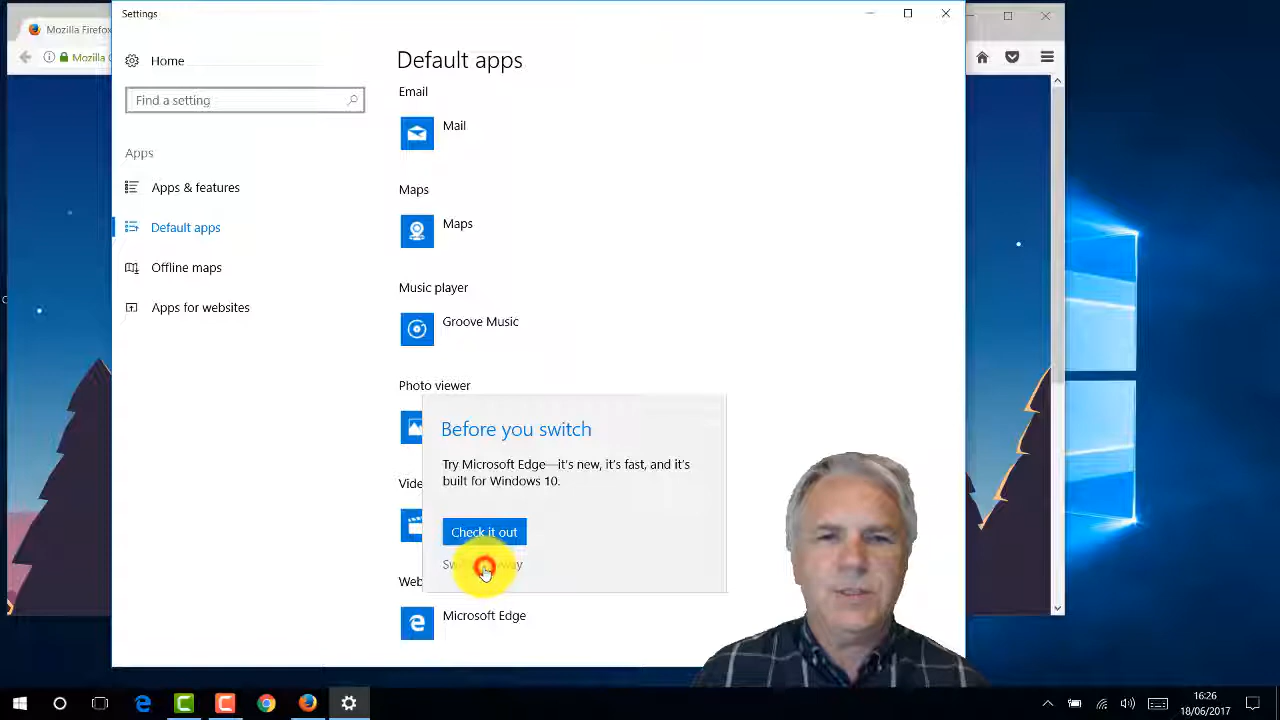 Settings
Mozilla Firefox
Mozilla
Home
Find a setting
Apps
Apps & features
Default apps
Offline maps
Apps for websites
Default apps
Email
Mail
Maps
Maps
Music player
Groove Music
Photo viewer
Before you switch
Try Microsoft Edge—it's new, it's fast, and it's
built for Windows 10.
Check it out
Web
Microsoft Edge
16:26
18/06/2017